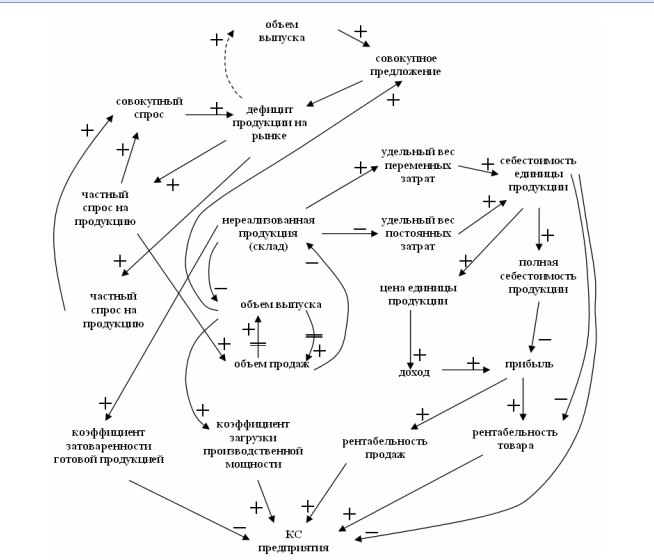 объем
выпуска
+
+
совокупное
предложение
совокупный
спрос
+
дефицит
продукции на
рынке
+
+
+
+
удельный вес
переменных
затрат
+
+
себестоимость
единицы
продукции
частный
спрос на
продукцию
нереализованная
продукция
(склад)
−
удельный вес
постоянных
затрат
+
+
+
+
полная
себестоимость
продукции
−
частный
спрос на
продукцию
−
объем выпуска
цена единицы
продукции
+
+
+
−
объем продаж
+
доход
+
прибыль
+
+
−
+
+
коэффициент
затоваренности
готовой продукцией
коэффициент
загрузки
производственной
мощности
рентабельность
продаж
рентабельность
товара
−
+
+
+
−
КС
предприятия